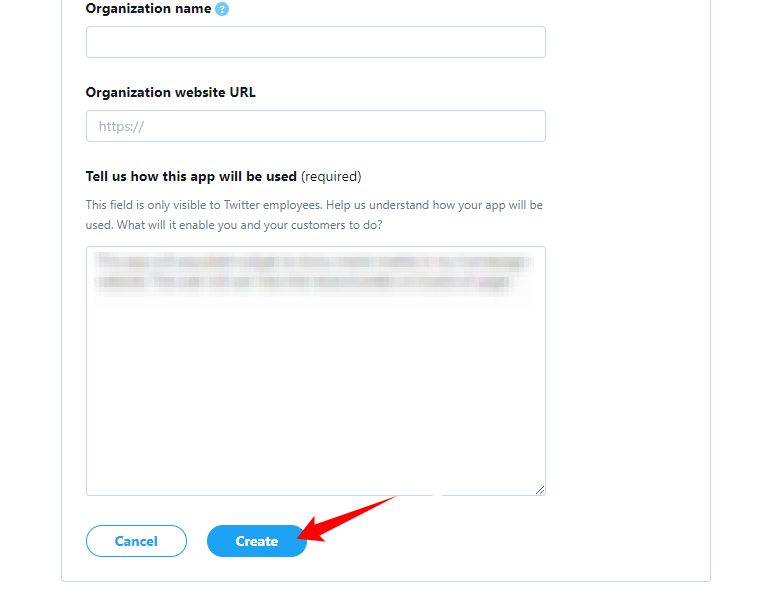 Organization name ?
Organization website URL
https://
Tell us how this app will be used (required)
This field is only visible to Twitter employees. Help us understand how your app will be
used. What will it enable you and your customers to do?
Cancel Create